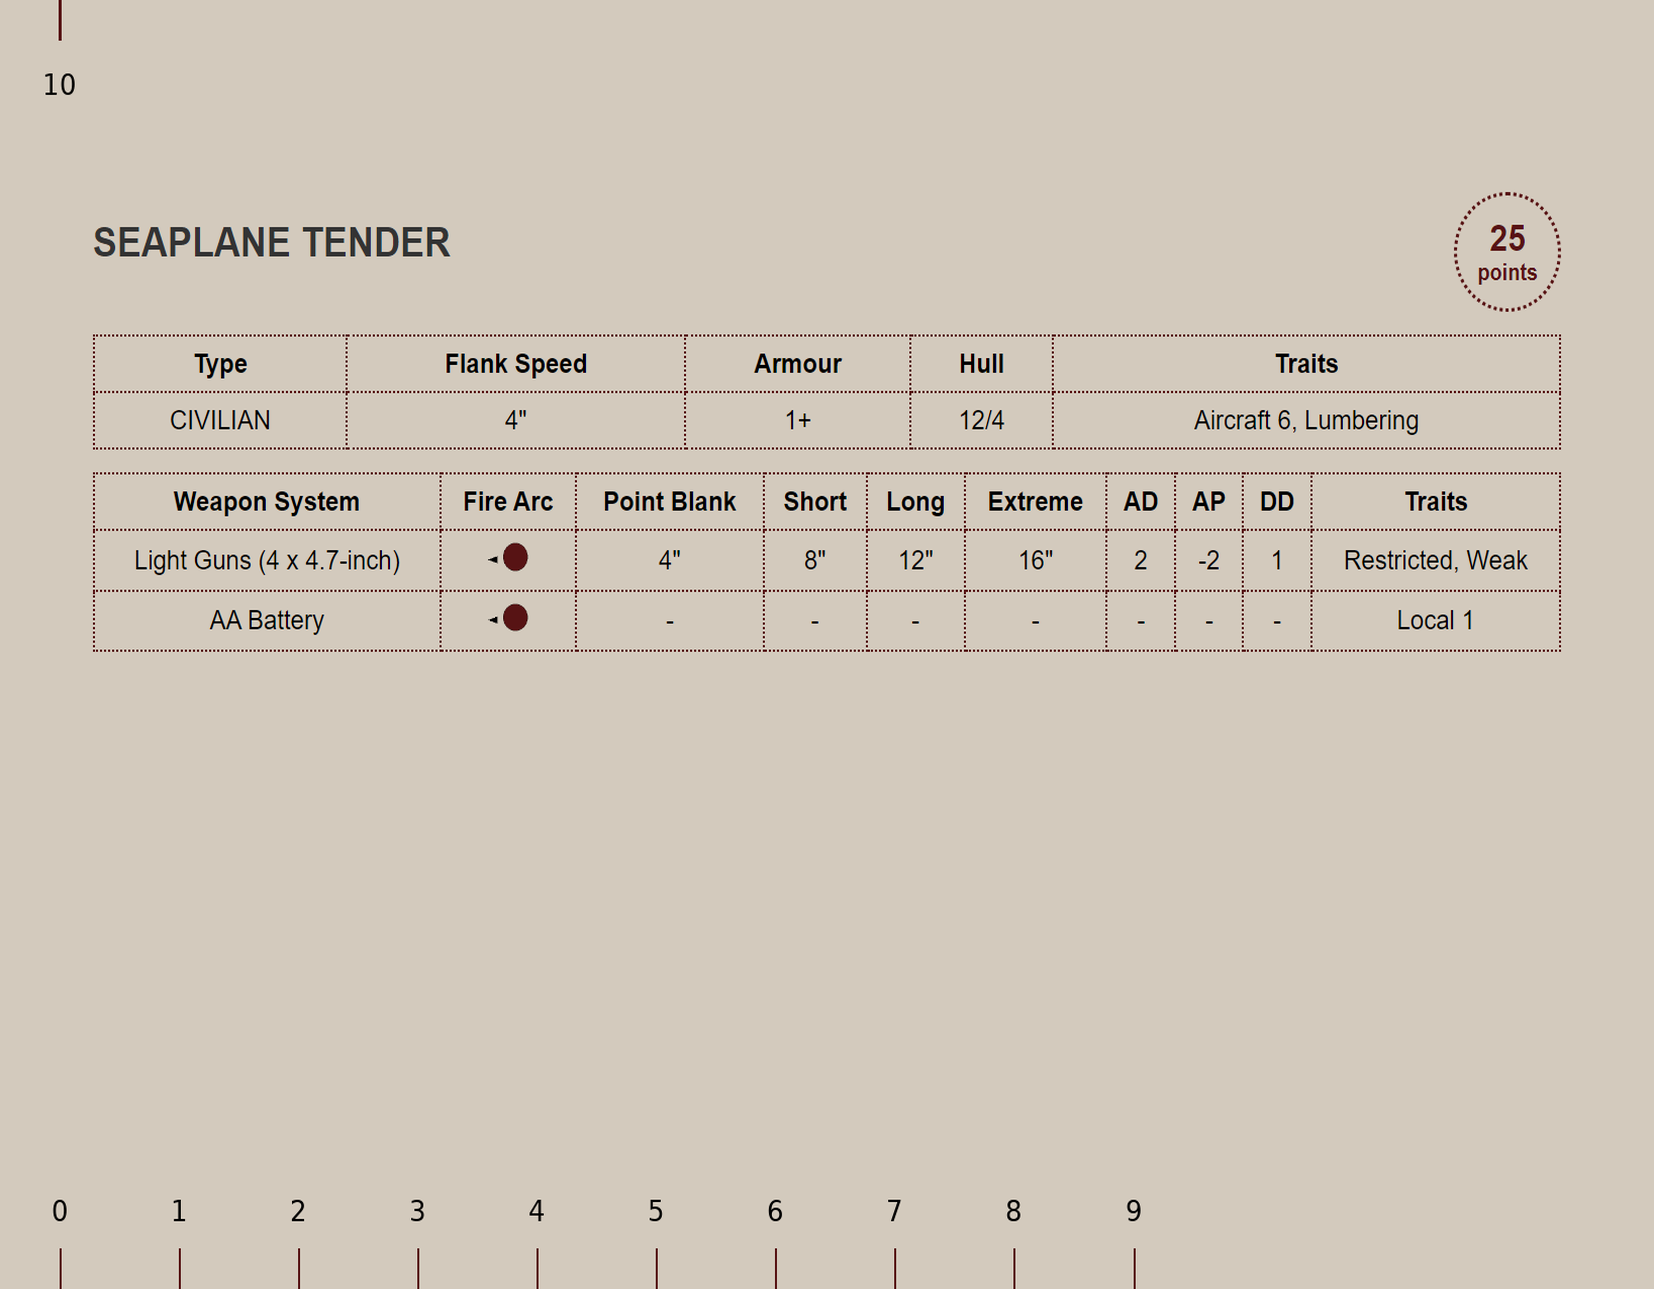 10
SEAPLANE TENDER
25
points
Type Flank Speed Armour Hull Traits
CIVILIAN 4" 1+ 12/4 Aircraft 6, Lumbering
Weapon System Fire Arc Point Blank Short Long Extreme AD AP DD Traits
Light Guns (4 x 4.7-inch) 4" 8" 12" 16" 2 -2 1 Restricted, Weak
AA Battery - - - - - - - Local 1
0 1 2 3 4 5 6 7 8 9